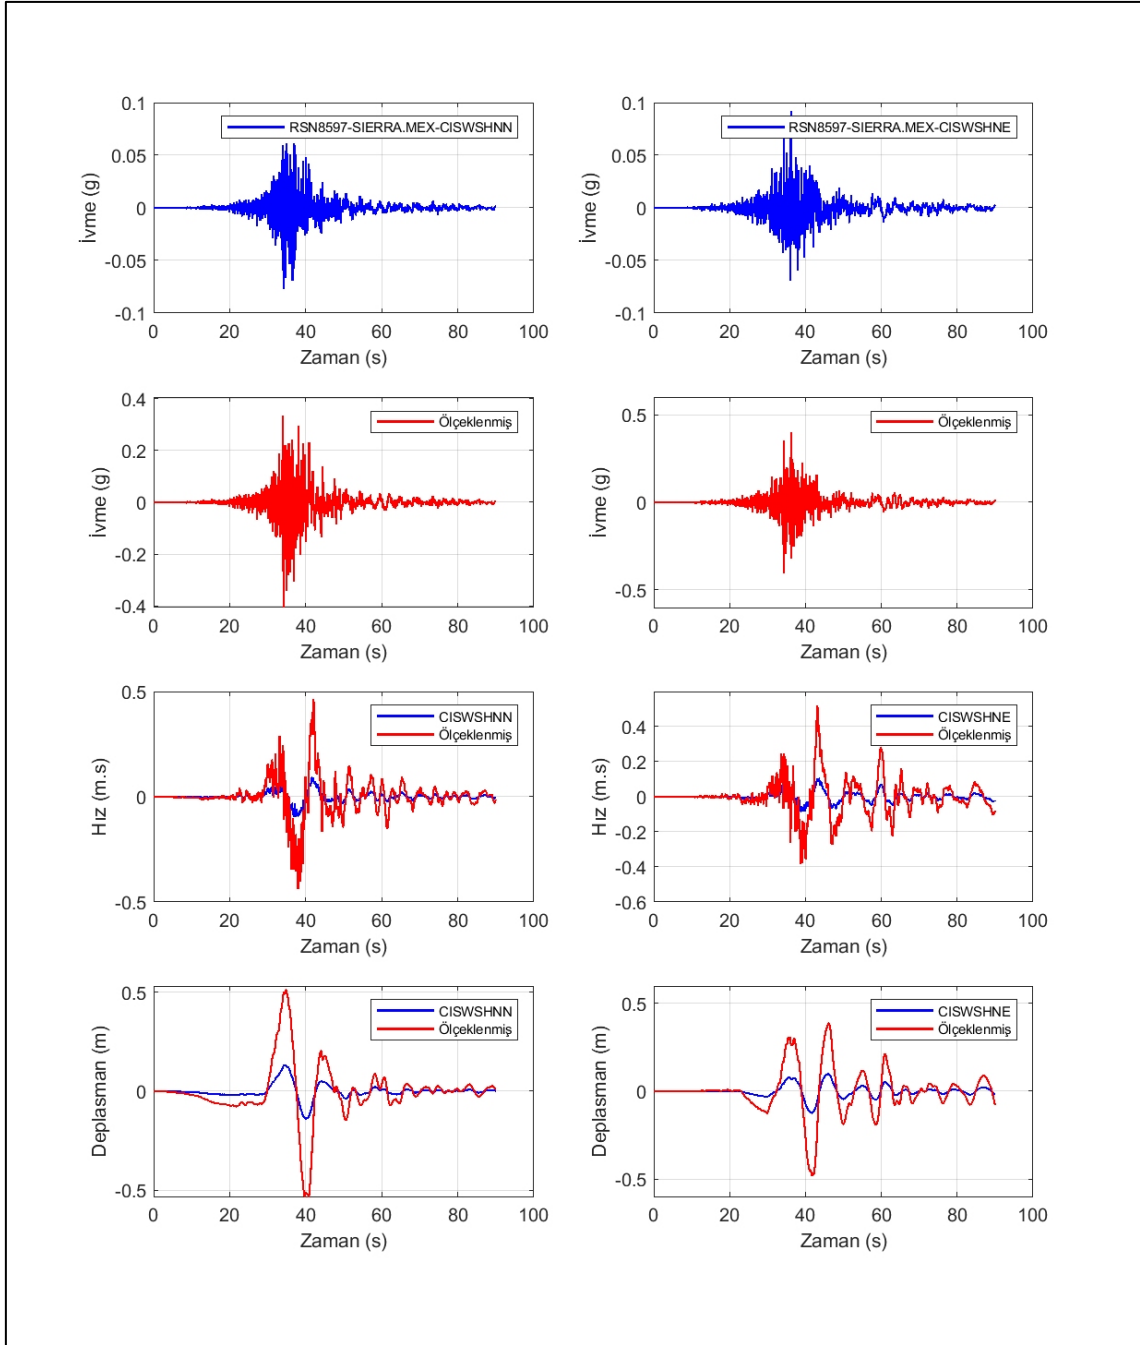 0.1
0.05
0
-0.05
-0.1
İvme (g)
RSN8597-SIERRA.MEX-CISWSHNN
0 20 40 60 80 100
Zaman (s)
0.1
0.05
0
-0.05
-0.1
İvme (g)
RSN8597-SIERRA.MEX-CISWSHNE
0 20 40 60 80 100
Zaman (s)
0.4
0.2
0
-0.2
-0.4
İvme (g)
Ölçeklenmiş
0 20 40 60 80 100
Zaman (s)
0.5
0
-0.5
İvme (g)
Ölçeklenmiş
0 20 40 60 80 100
Zaman (s)
0.5
0
-0.5
Hız (m.s)
CISWSHNN
Ölçeklenmiş
0 20 40 60 80 100
Zaman (s)
0.4
0.2
0
-0.2
-0.4
-0.6
Hız (m.s)
CISWSHNE
Ölçeklenmiş
0 20 40 60 80 100
Zaman (s)
0.5
0
-0.5
Deplasman (m)
CISWSHNN
Ölçeklenmiş
0 20 40 60 80 100
Zaman (s)
0.5
0
-0.5
Deplasman (m)
CISWSHNE
Ölçeklenmiş
0 20 40 60 80 100
Zaman (s)